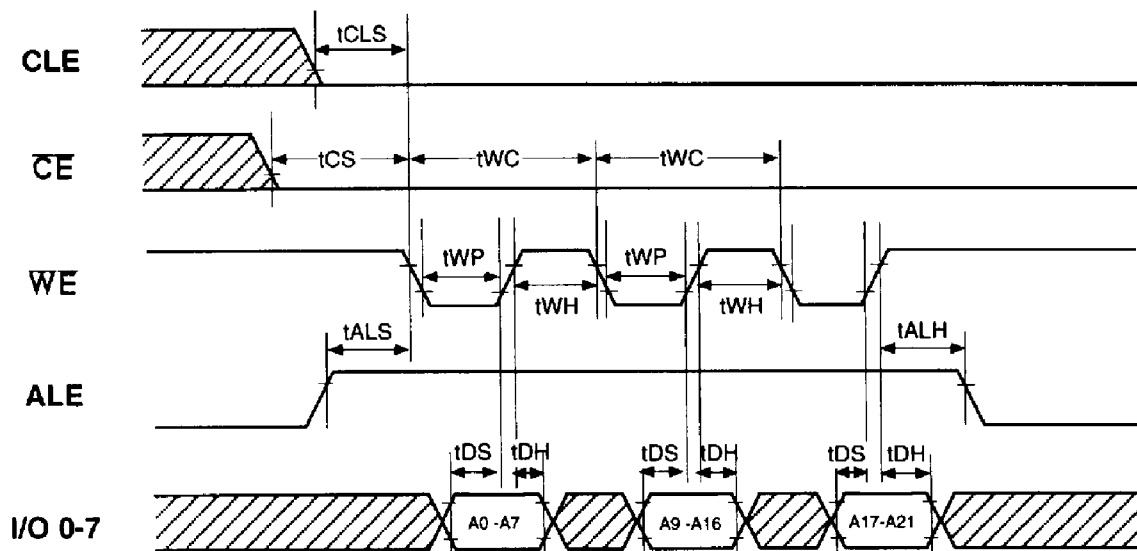 CLE tCLS
CE tCS tWC tWC
WE tWP tWP
tWH tWH
tALS tALH
ALE
tDS tDH tDS tDH tDS tDH
I/O 0-7 A0 -A7 A9 -A16 A17-A21